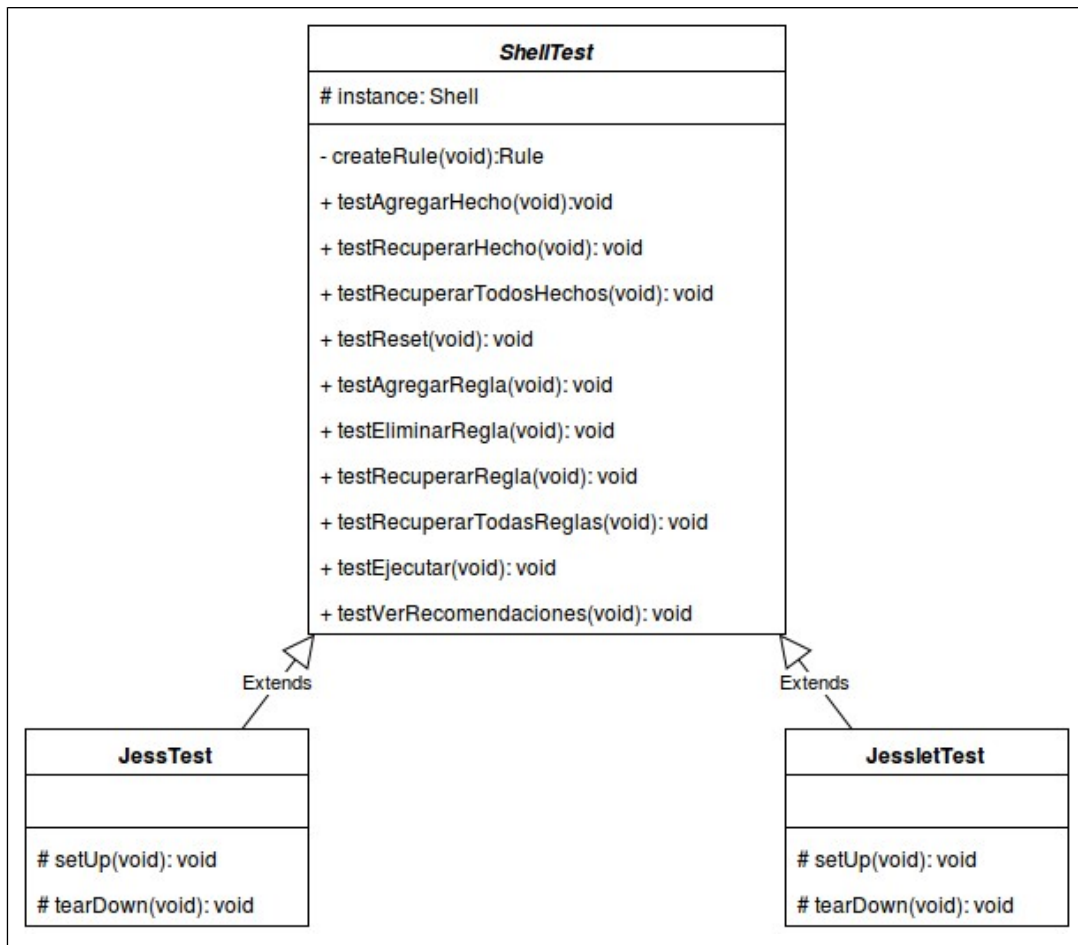 ShellTest
# instance: Shell
- createRule(void):Rule
+ testAgregarHecho(void):void
+ testRecuperarHecho(void): void
+ testRecuperarTodosHechos(void): void
+ testReset(void): void
+ testAgregarRegla(void): void
+ testEliminarRegla(void): void
+ testRecuperarRegla(void): void
+ testRecuperarTodasReglas(void): void
+ testEjecutar(void): void
+ testVerRecomendaciones(void): void
Extends
Extends
JessTest
# setUp(void): void
# tearDown(void): void
JessletTest
# setUp(void): void
# tearDown(void): void